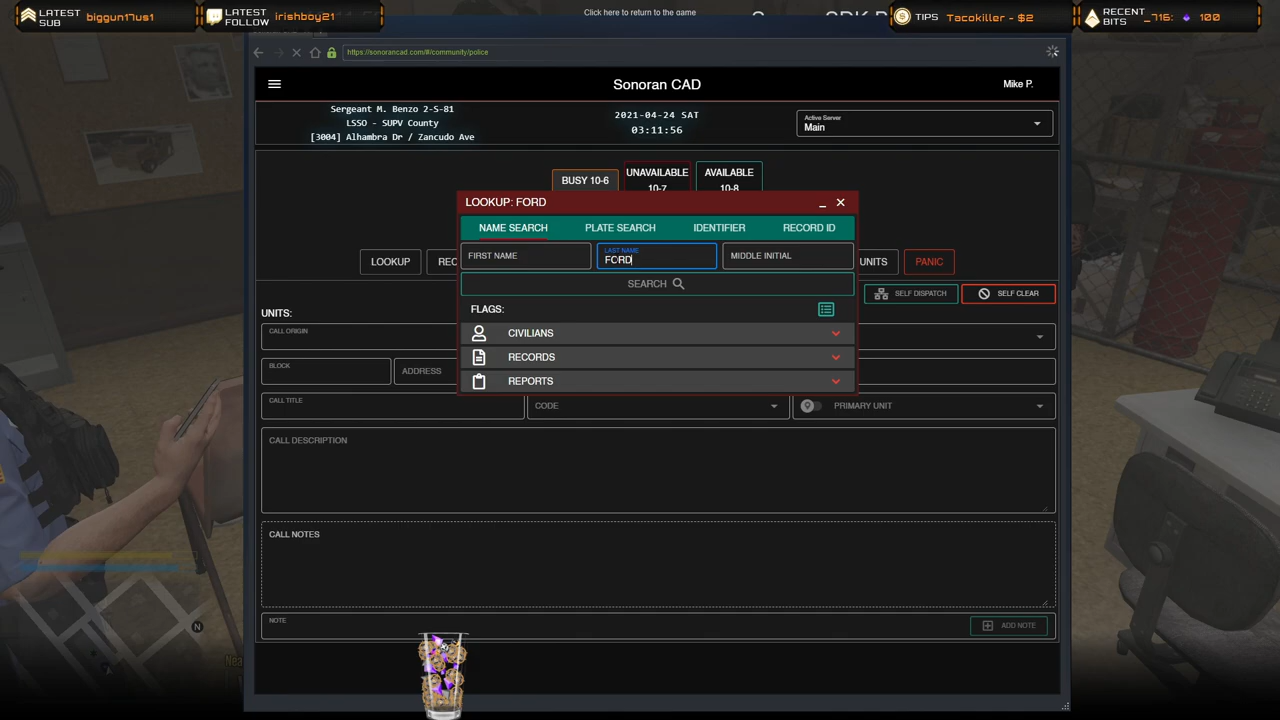 LATEST SUB biggun17us1
LATEST FOLLOW irishboy21
Click here to return to the game
TIPS Tacokiller - $2
RECENT BITS _716: 100
https://sonorancad.com/#/community/police
Sonoran CAD
Mike P.
Sergeant M. Benzo 2-S-81
LSSO - SUPV County
[3004] Alhambra Dr / Zancudo Ave
2021-04-24 SAT
03:11:56
Active Server
Main
BUSY 10-6
UNAVAILABLE
10-7
AVAILABLE
10-8
LOOKUP: FORD
NAME SEARCH
PLATE SEARCH
IDENTIFIER
RECORD ID
FIRST NAME
LAST NAME
FORD
MIDDLE INITIAL
SEARCH
LOOKUP
REC
UNITS
PANIC
SELF DISPATCH
SELF CLEAR
FLAGS:
CIVILIANS
RECORDS
REPORTS
UNITS:
CALL ORIGIN
BLOCK
ADDRESS
CALL TITLE
CODE
PRIMARY UNIT
CALL DESCRIPTION
CALL NOTES
NOTE
ADD NOTE
N